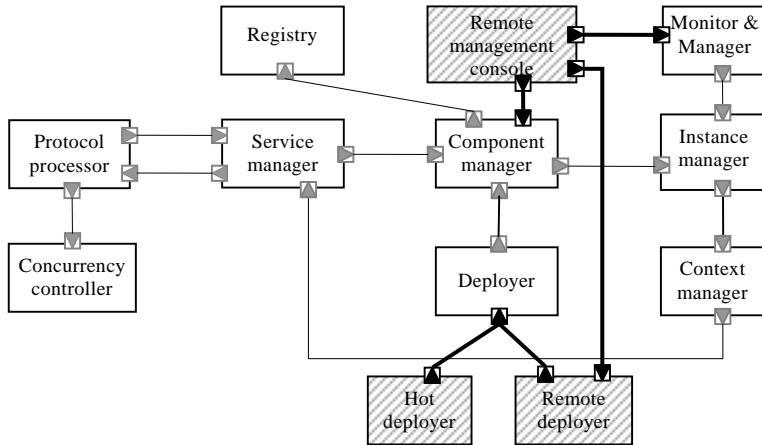 Registry
Remote
management
console
Monitor &
Manager
Protocol
processor
Service
manager
Component
manager
Instance
manager
Concurrency
controller
Deployer
Context
manager
Hot
deployer
Remote
deployer